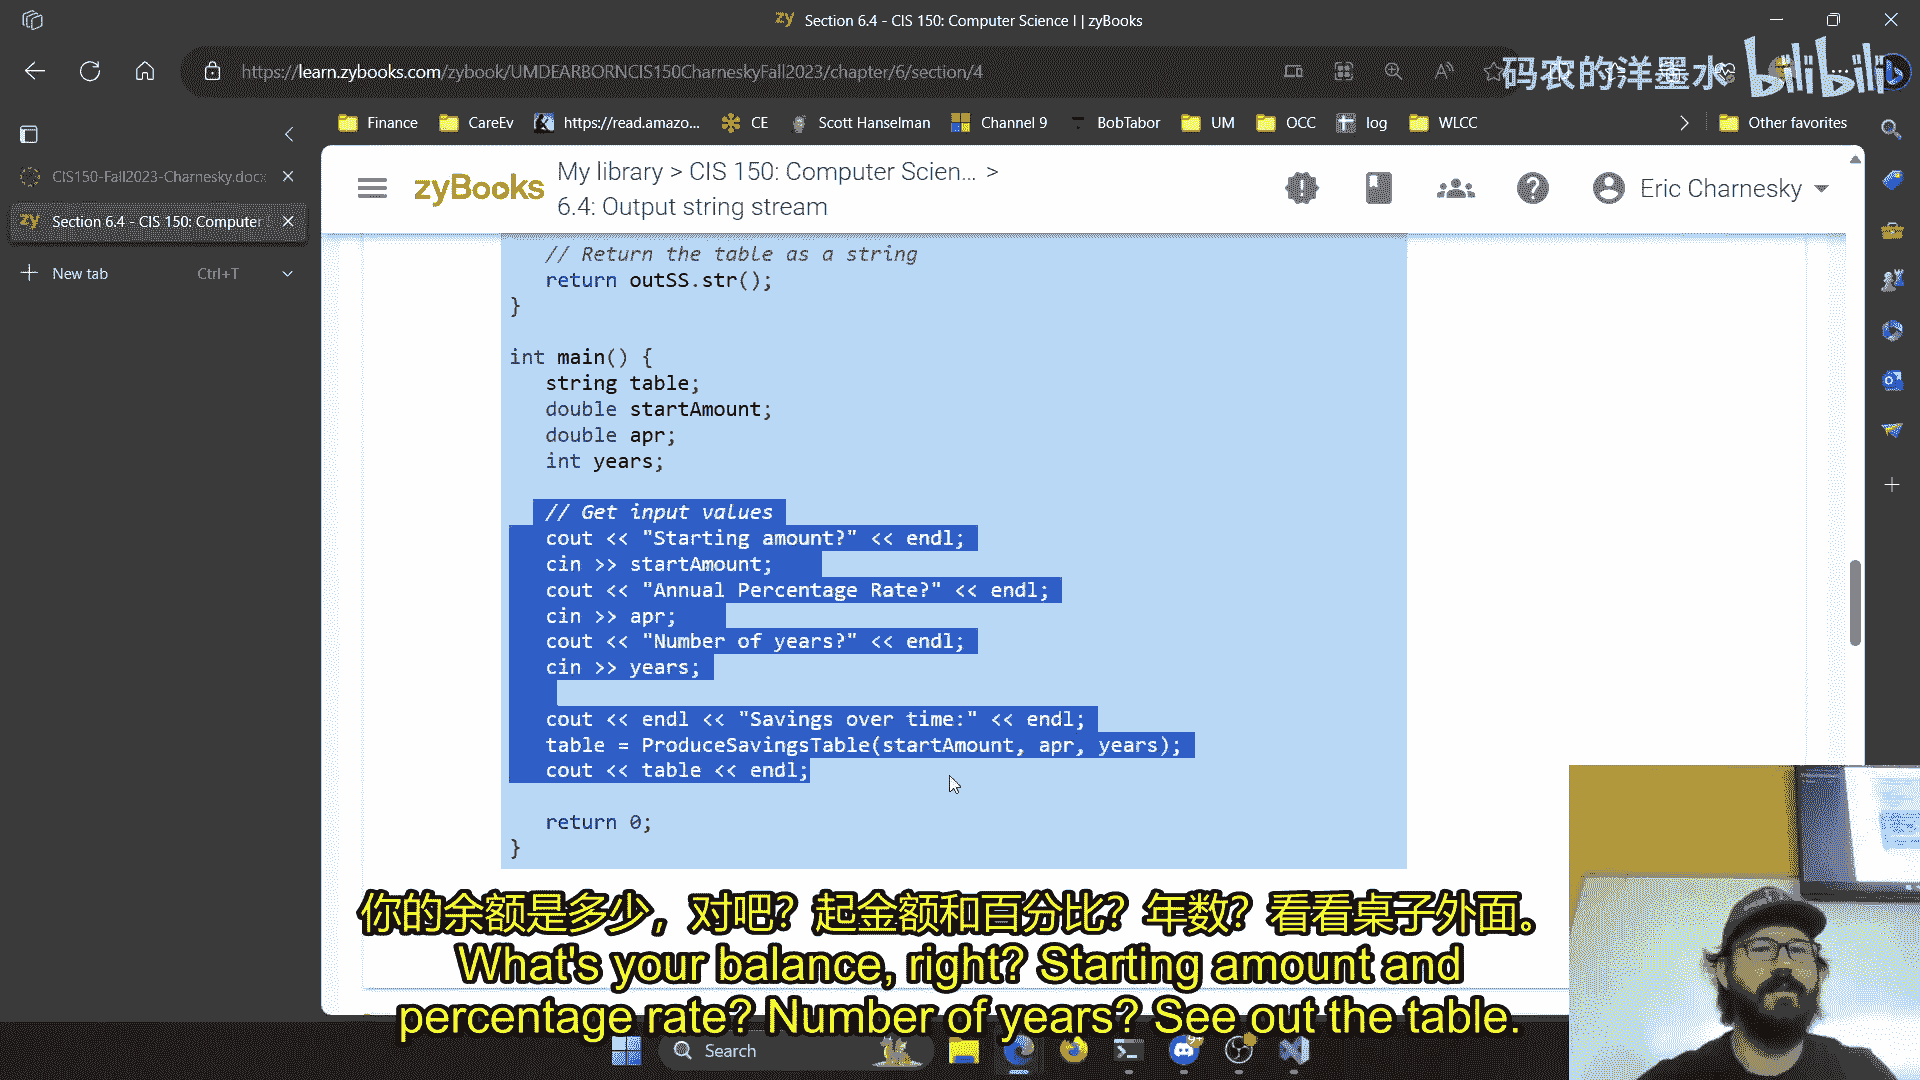 Section 6.4 - CIS 150: Computer Science I | zyBooks
https://learn.zybooks.com/zybook/UMDEARBORNCIS150CharneskyFall2023/chapter/6/section/4
码农的洋墨水 bilibili
Finance
CareEv
https://read.amazo...
CE
Scott Hanselman
Channel 9
BobTabor
UM
OCC
log
WLCC
Other favorites
CIS150-Fall2023-Charnesky.docx
Section 6.4 - CIS 150: Computer
New tab Ctrl+T
zyBooks
My library > CIS 150: Computer Scien... >
6.4: Output string stream
Eric Charnesky
// Return the table as a string
return outSS.str();
}
int main() {
string table;
double startAmount;
double apr;
int years;
// Get input values
cout << "Starting amount?" << endl;
cin >> startAmount;
cout << "Annual Percentage Rate?" << endl;
cin >> apr;
cout << "Number of years?" << endl;
cin >> years;
cout << endl << "Savings over time:" << endl;
table = ProduceSavingsTable(startAmount, apr, years);
cout << table << endl;
return 0;
}
你的余额是多少，对吧？起金额和百分比？年数？看看桌子外面。
What's your balance, right? Starting amount and
percentage rate? Number of years? See out the table.
Search